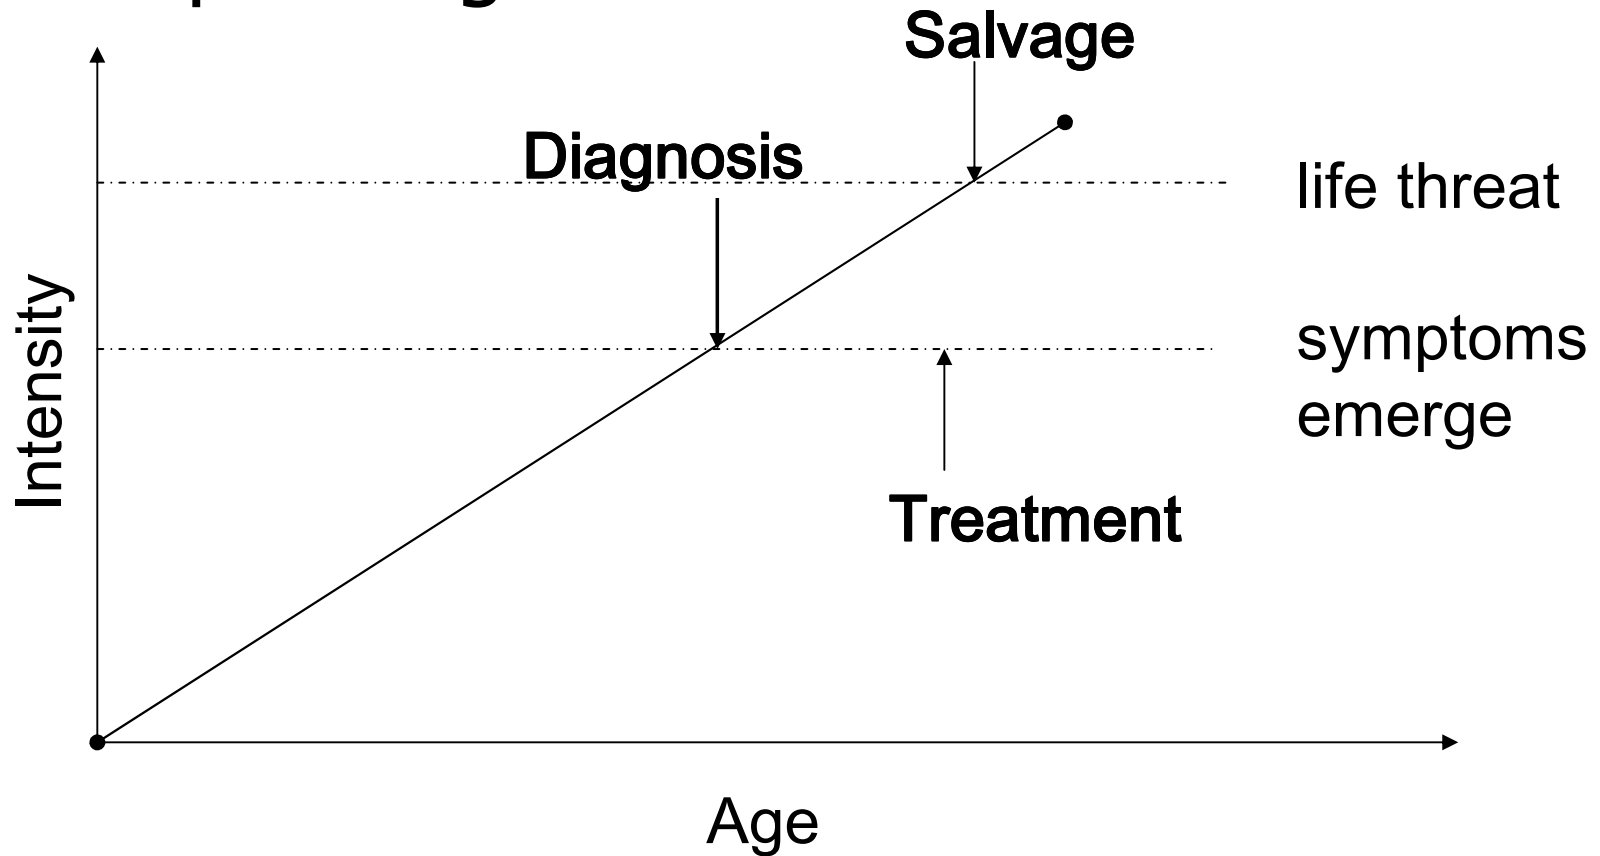 Salvage
Diagnosis
life threat
Intensity
symptoms
emerge
Treatment
Age